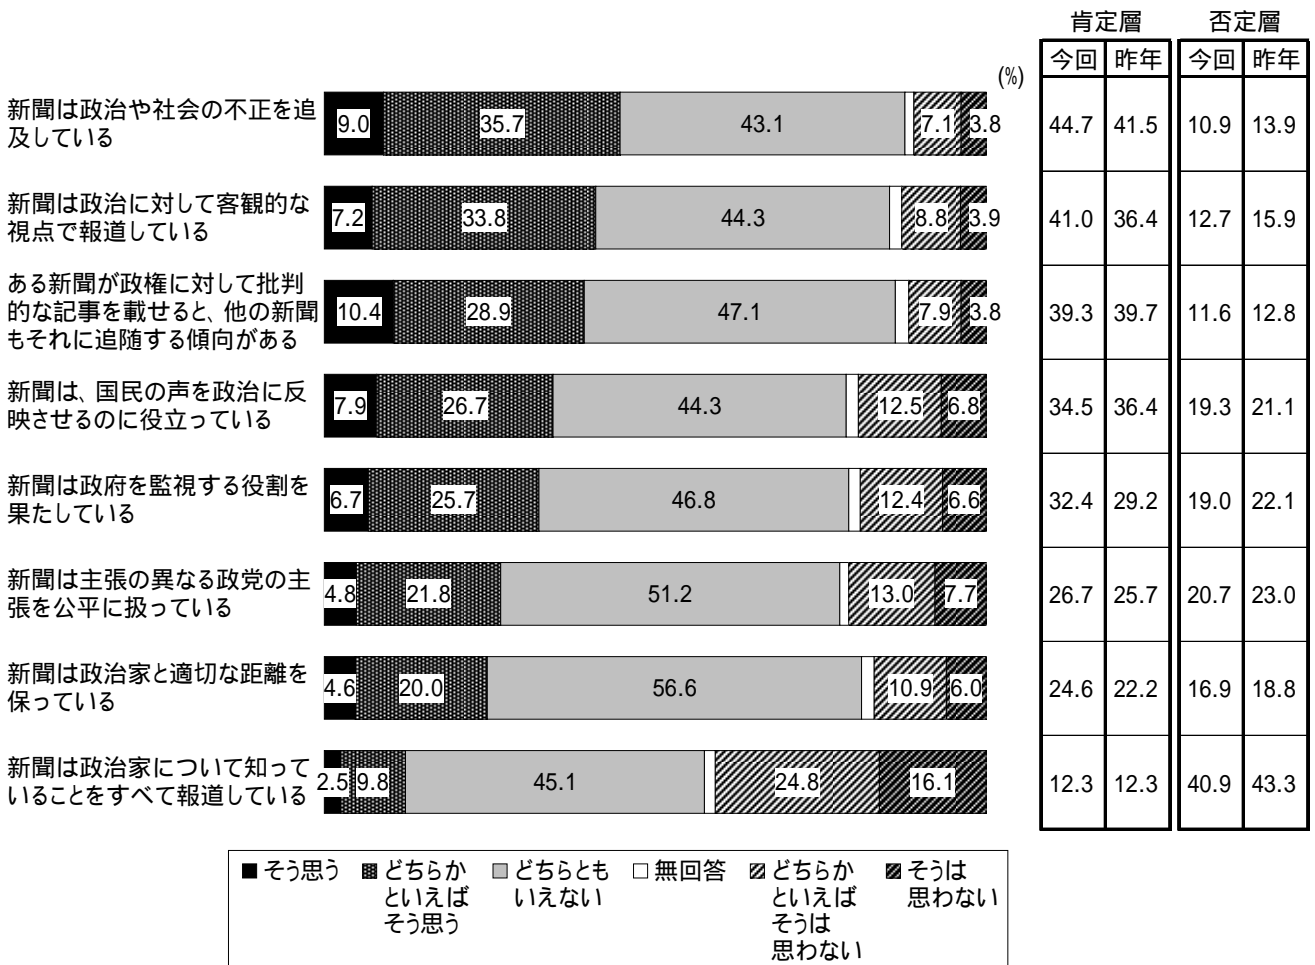 肯定層 否定層
今回 昨年 今回 昨年
(%)
新聞は政治や社会の不正を追
及している
9.0 35.7 43.1 7.1 3.8 44.7 41.5 10.9 13.9
新聞は政治に対して客観的な
視点で報道している
7.2 33.8 44.3 8.8 3.9 41.0 36.4 12.7 15.9
ある新聞が政権に対して批判
的な記事を載せると、他の新聞
もそれに追随する傾向がある
10.4 28.9 47.1 7.9 3.8 39.3 39.7 11.6 12.8
新聞は、国民の声を政治に反
映させるのに役立っている
7.9 26.7 44.3 12.5 6.8 34.5 36.4 19.3 21.1
新聞は政府を監視する役割を
果たしている
6.7 25.7 46.8 12.4 6.6 32.4 29.2 19.0 22.1
新聞は主張の異なる政党の主
張を公平に扱っている
4.8 21.8 51.2 13.0 7.7 26.7 25.7 20.7 23.0
新聞は政治家と適切な距離を
保っている
4.6 20.0 56.6 10.9 6.0 24.6 22.2 16.9 18.8
新聞は政治家について知って
いることをすべて報道している
2.5 9.8 45.1 24.8 16.1 12.3 12.3 40.9 43.3
そう思う
どちらか
といえば
そう思う
どちらとも
いえない
無回答
どちらか
といえば
そうは
思わない
そうは
思わない